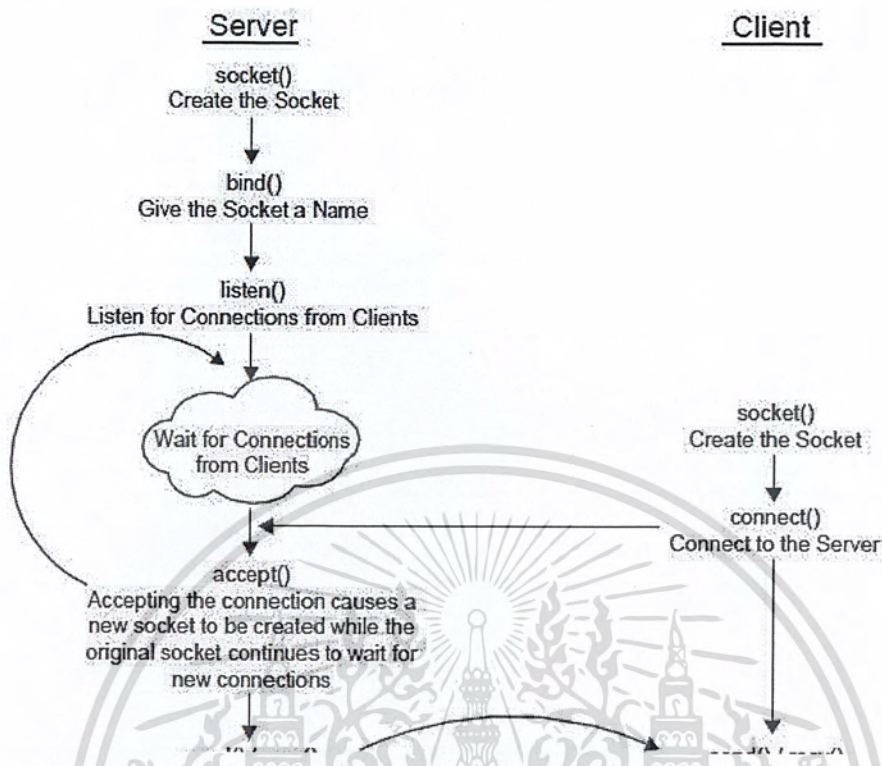 Server
socket()
Create the Socket
bind()
Give the Socket a Name
listen()
Listen for Connections from Clients
Wait for Connections
from Clients
accept()
Accepting the connection causes a
new socket to be created while the
original socket continues to wait for
new connections
Client
socket()
Create the Socket
connect()
Connect to the Server